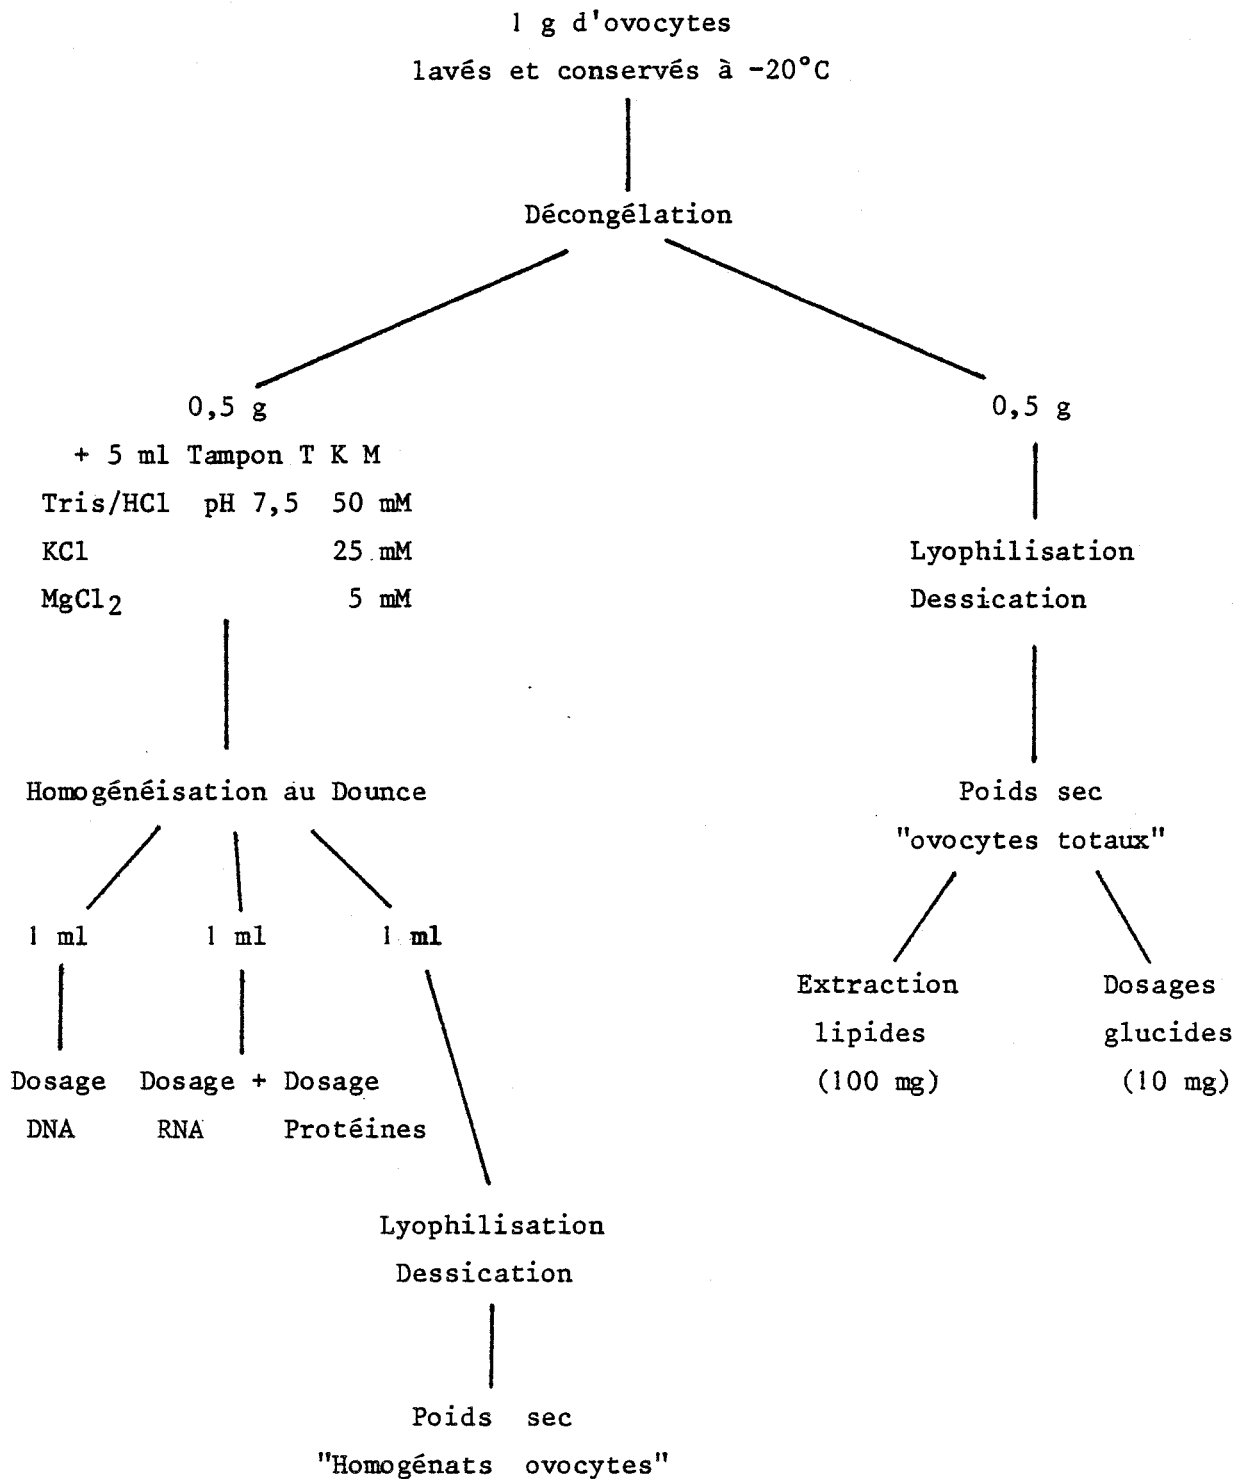 1 g d'ovocytes
lavés et conservés à -20°C
Décongélation
0,5 g
+ 5 ml Tampon T K M
Tris/HCl pH 7,5 50 mM
KCl 25 mM
MgCl2 5 mM
Homogénéisation au Dounce
1 ml 1 ml 1 ml
Dosage Dosage + Dosage
DNA RNA Protéines
Lyophilisation
Dessication
Poids sec
"Homogénats ovocytes"
0,5 g
Lyophilisation
Dessication
Poids sec
"ovocytes totaux"
Extraction
lipides
(100 mg)
Dosages
glucides
(10 mg)